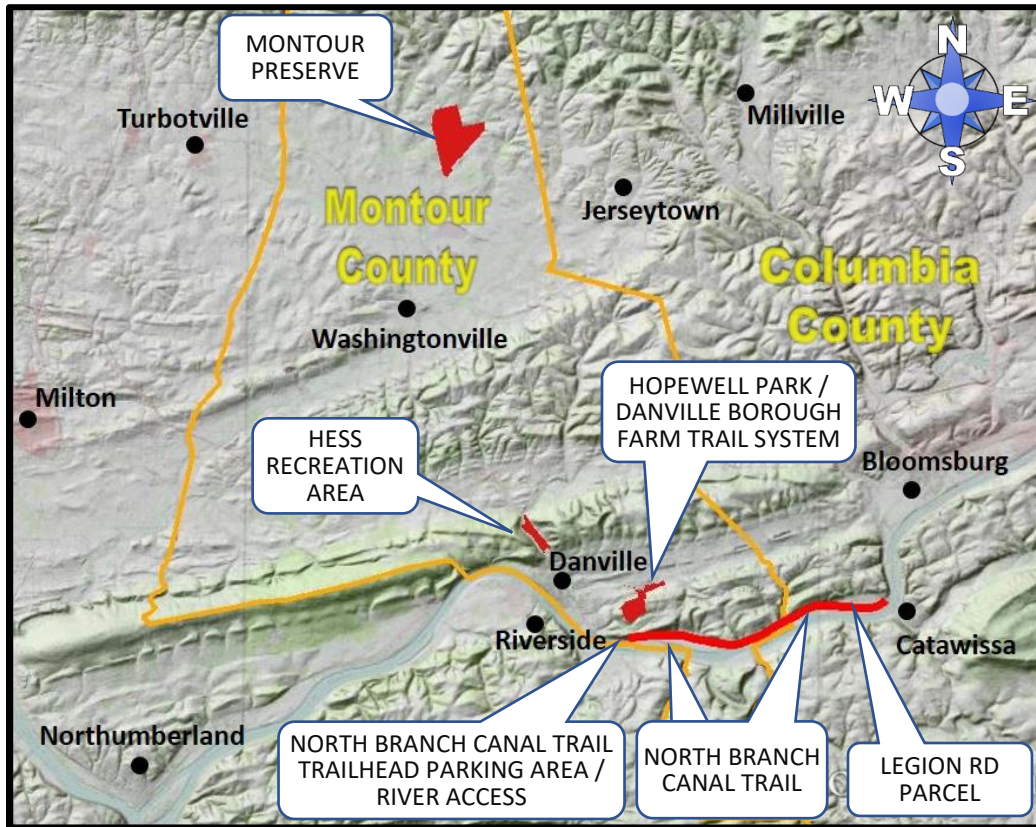 MONTOUR
PRESERVE
N
W
E
S
Turbotville
Millville
Jerseytown
Montour
County
Columbia
County
Washingtonville
Milton
HOPEWELL PARK /
DANVILLE BOROUGH
FARM TRAIL SYSTEM
HESS
RECREATION
AREA
Bloomsburg
Danville
Riverside
Catawissa
Northumberland
NORTH BRANCH CANAL TRAIL
TRAILHEAD PARKING AREA /
RIVER ACCESS
NORTH BRANCH
CANAL TRAIL
LEGION RD
PARCEL